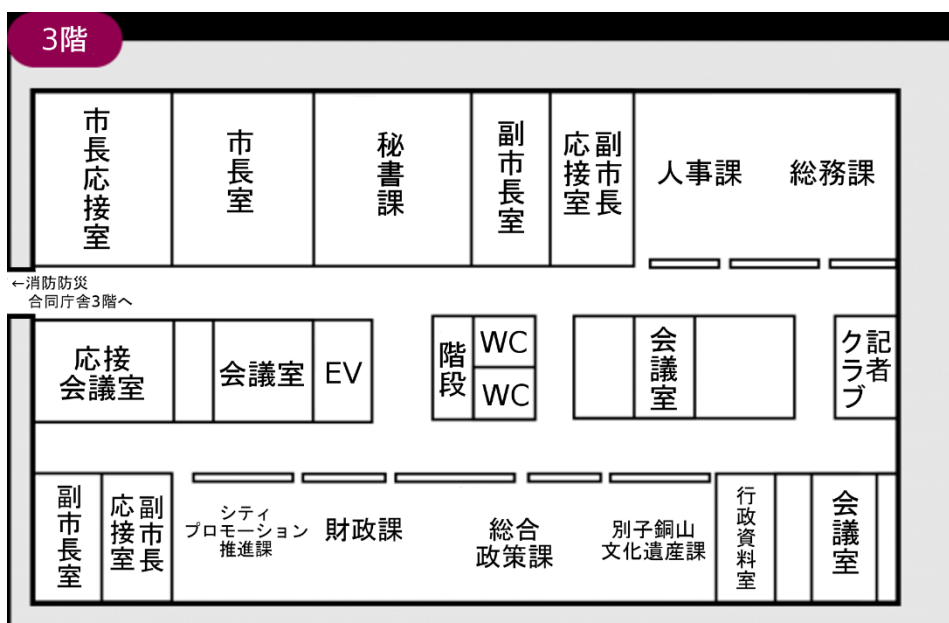 3階
市長応接室
市長室
秘書課
副市長室
副市長
応接室
人事課
総務課
←消防防災
合同庁舎3階へ
応接
会議室
会議室
EV
階段
WC
WC
会議室
記者
クラブ
副市長室
副市長
応接室
シティ
プロモーション
推進課
財政課
総合
政策課
別子銅山
文化遺産課
行政資料室
会議室